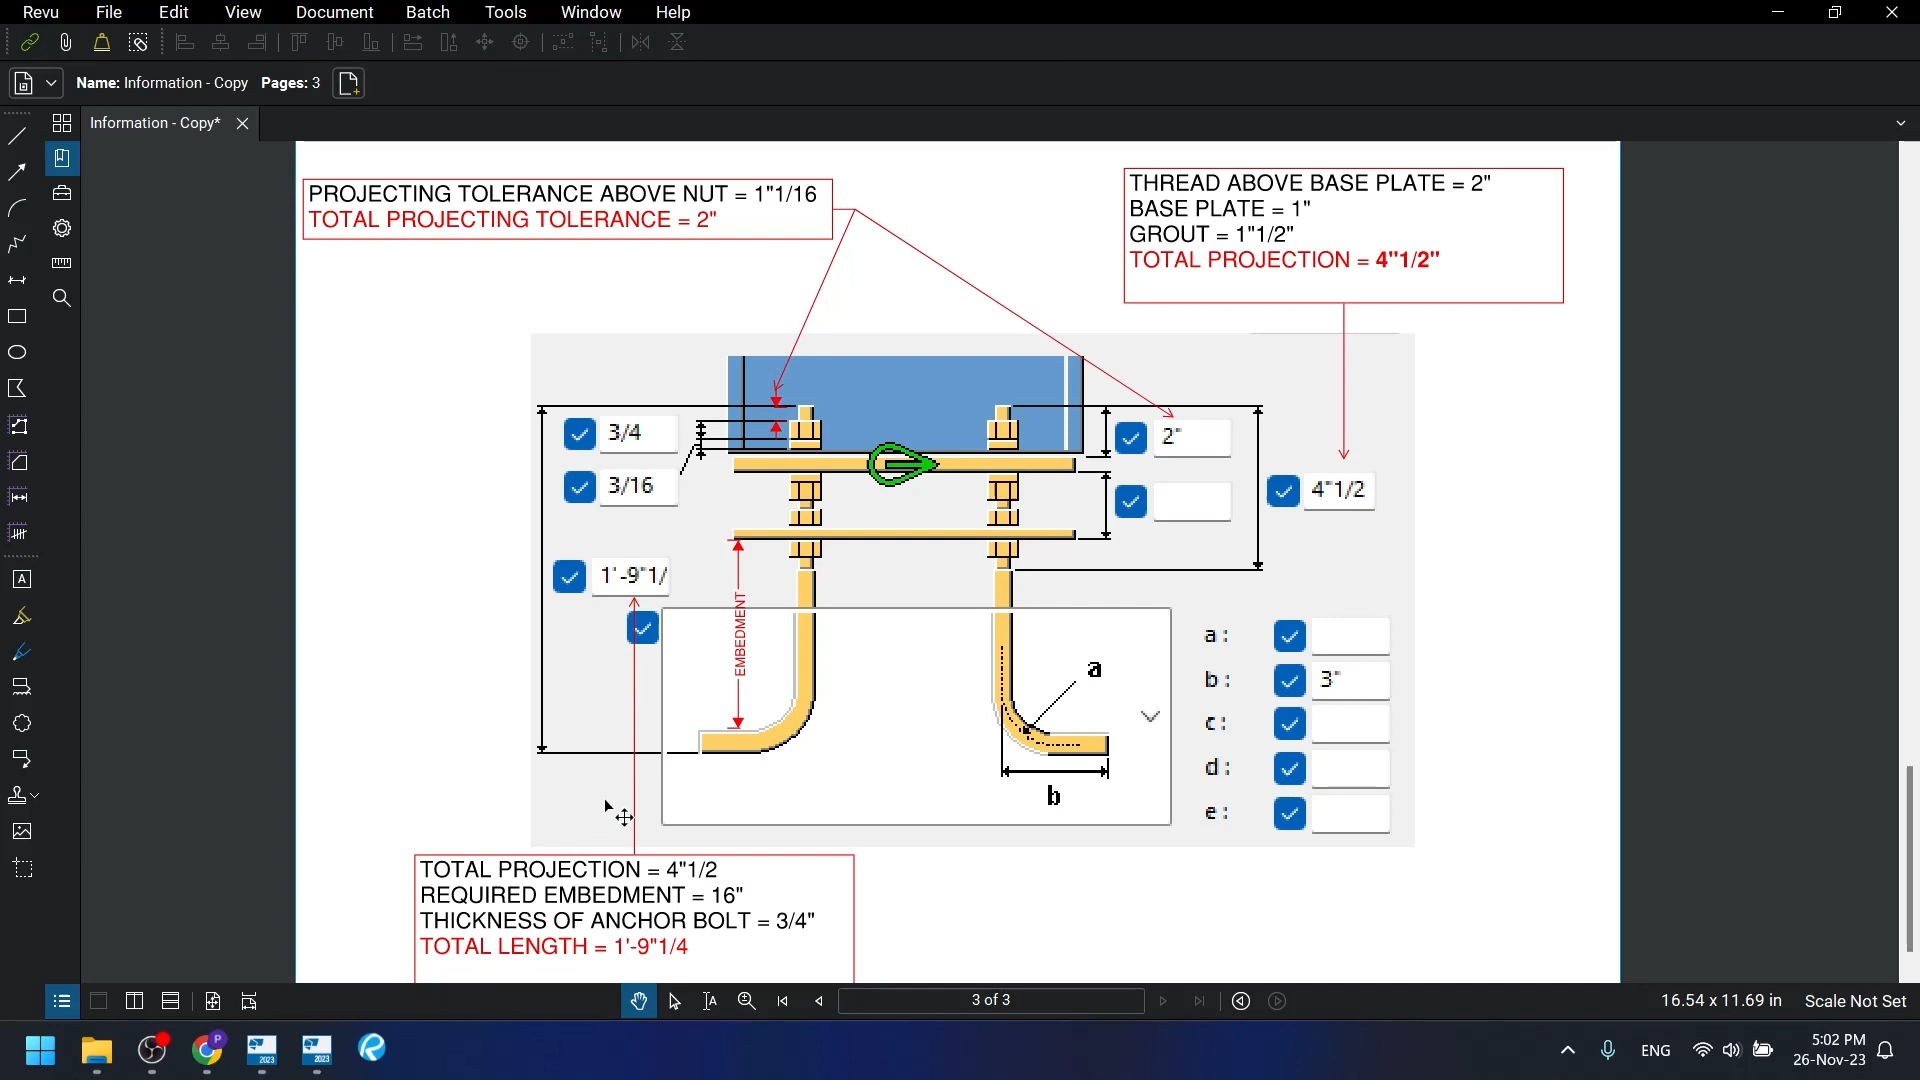 Revu File Edit View Document Batch Tools Window Help
Name: Information - Copy Pages: 3
Information - Copy*
PROJECTING TOLERANCE ABOVE NUT = 1"1/16
TOTAL PROJECTING TOLERANCE = 2"
THREAD ABOVE BASE PLATE = 2"
BASE PLATE = 1"
GROUT = 1"1/2"
TOTAL PROJECTION = 4"1/2"
3/4
2"
3/16
4"1/2
1'-9"1/
EMBEDMENT
a
b
a :
b : 3"
c :
d :
e :
TOTAL PROJECTION = 4"1/2
REQUIRED EMBEDMENT = 16"
THICKNESS OF ANCHOR BOLT = 3/4"
TOTAL LENGTH = 1'-9"1/4
3 of 3
16.54 x 11.69 in Scale Not Set
P
2023
2023
ENG
5:02 PM
26-Nov-23